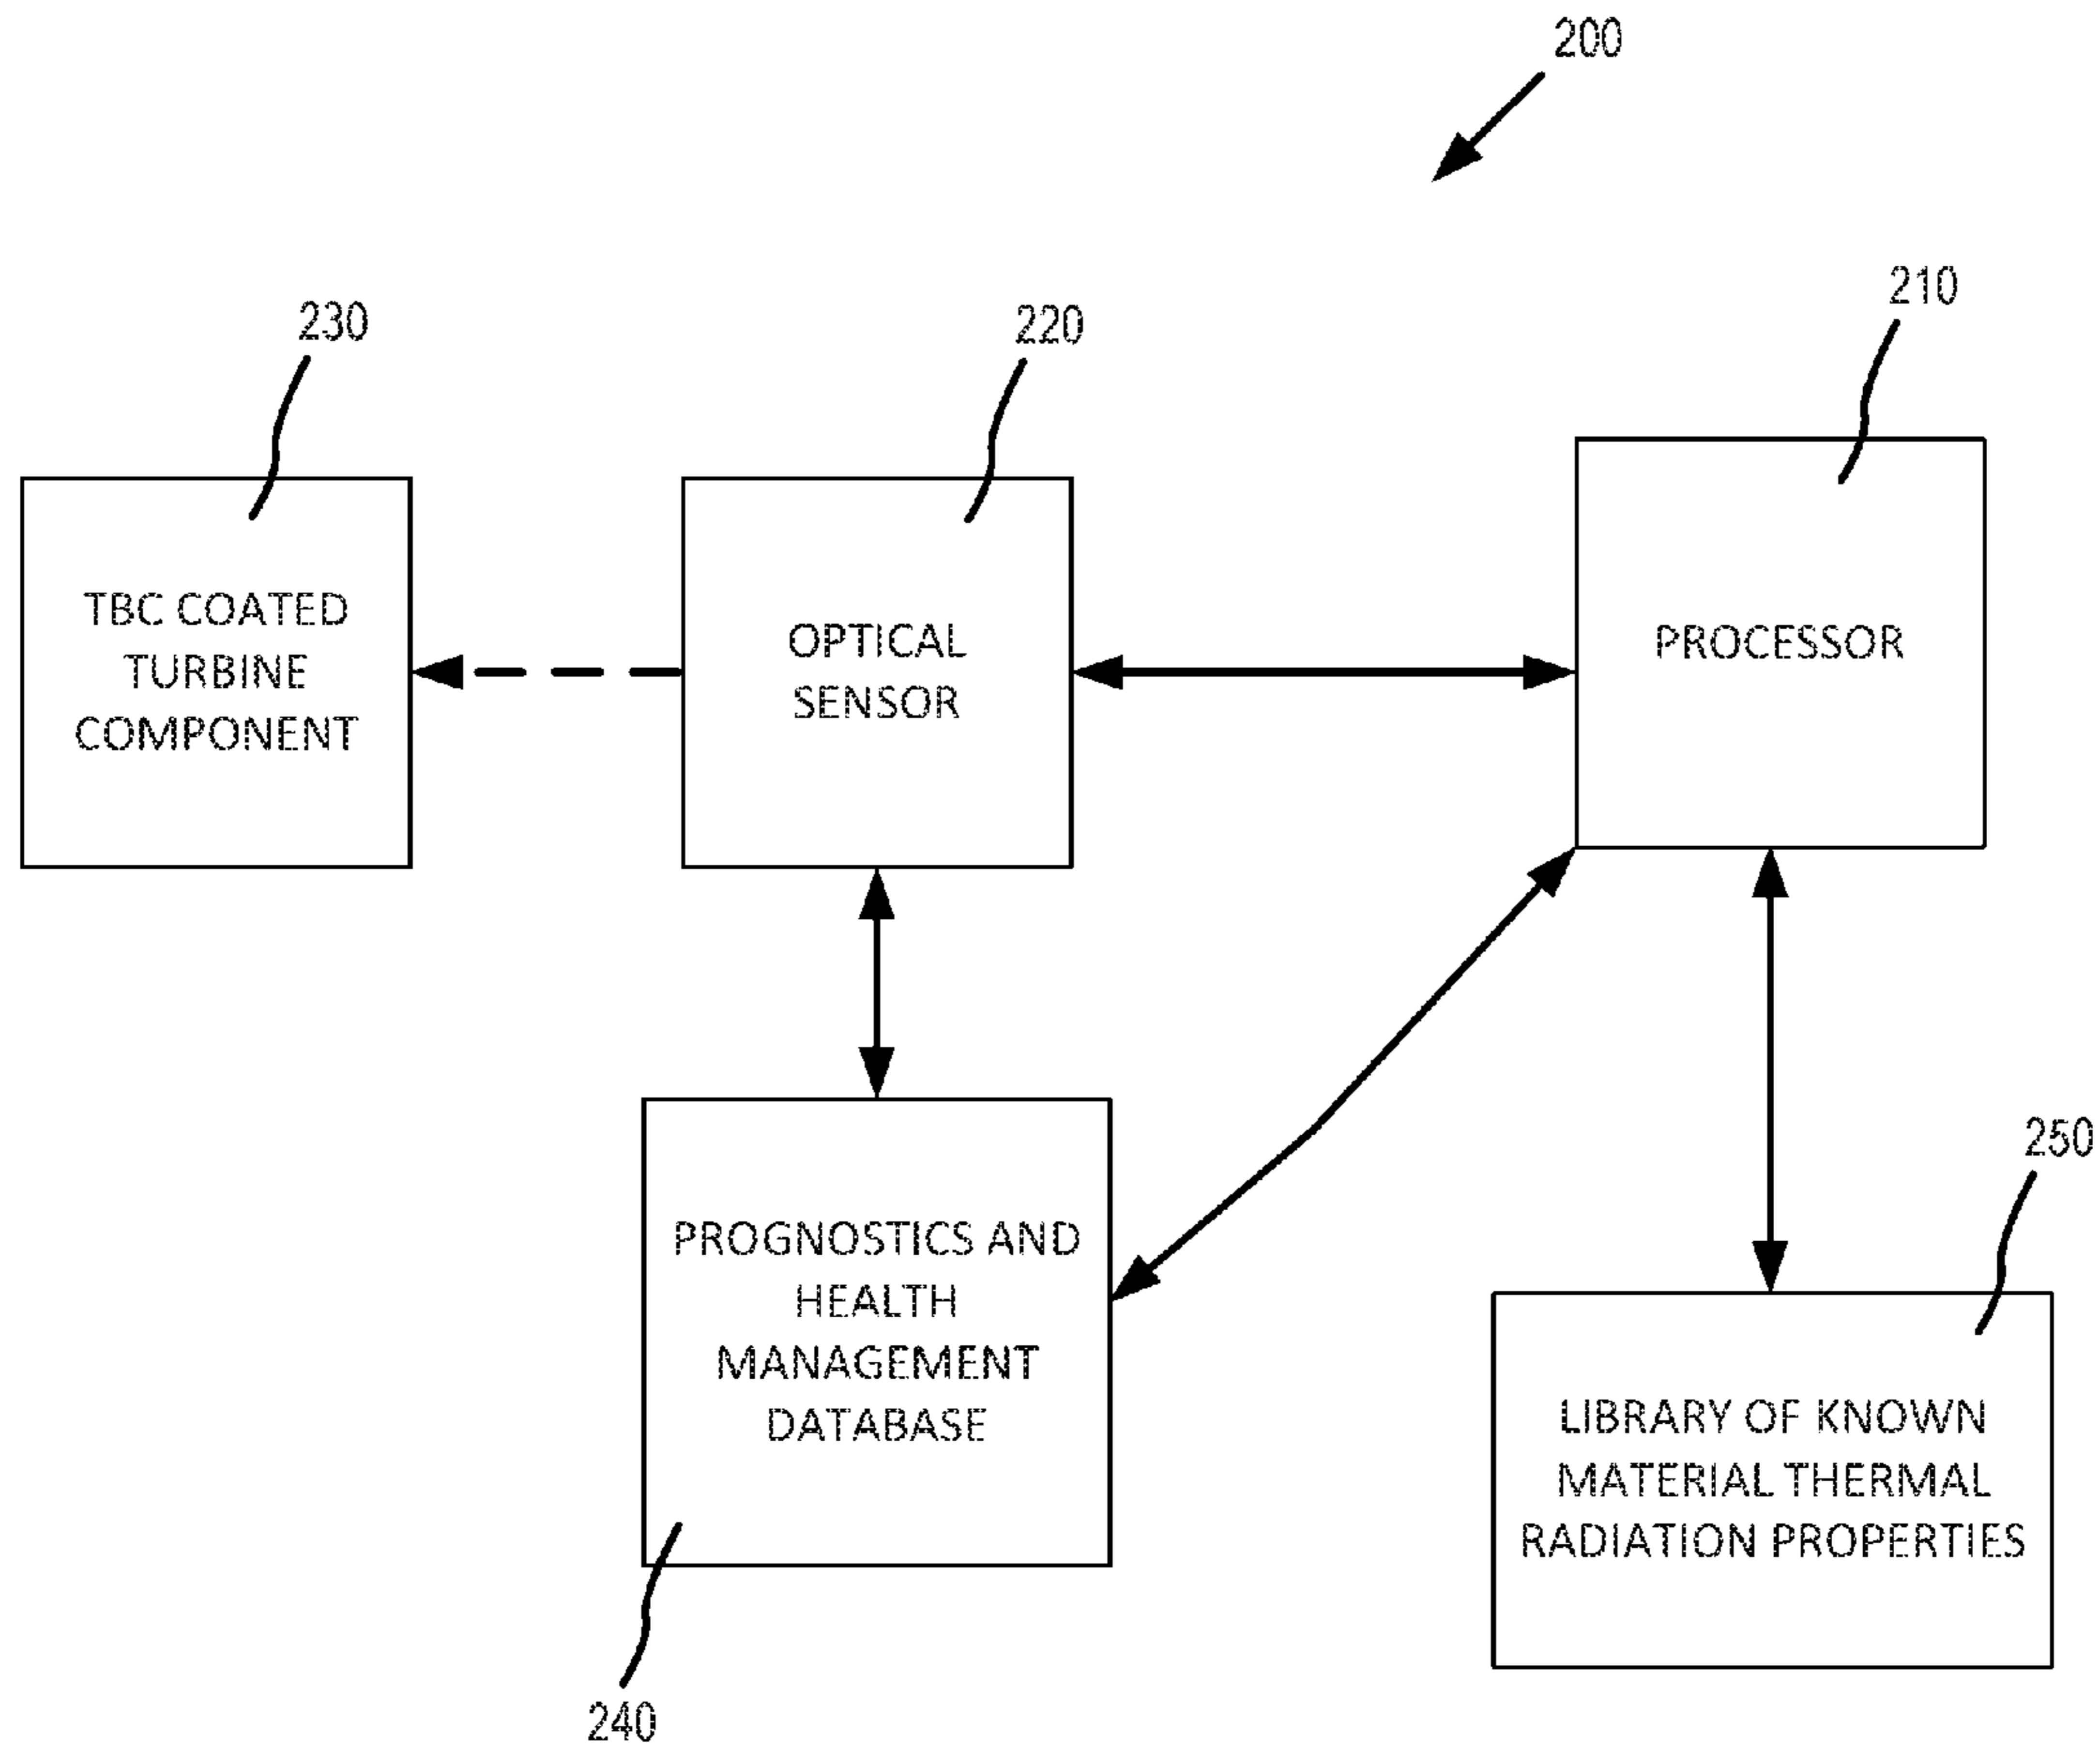 200
210
230
220
TBC COATED
TURBINE
COMPONENT
OPTICAL
SENSOR
PROCESSOR
250
PROGNOSTICS AND
HEALTH
MANAGEMENT
DATABASE
LIBRARY OF KNOWN
MATERIAL THERMAL
RADIATION PROPERTIES
240